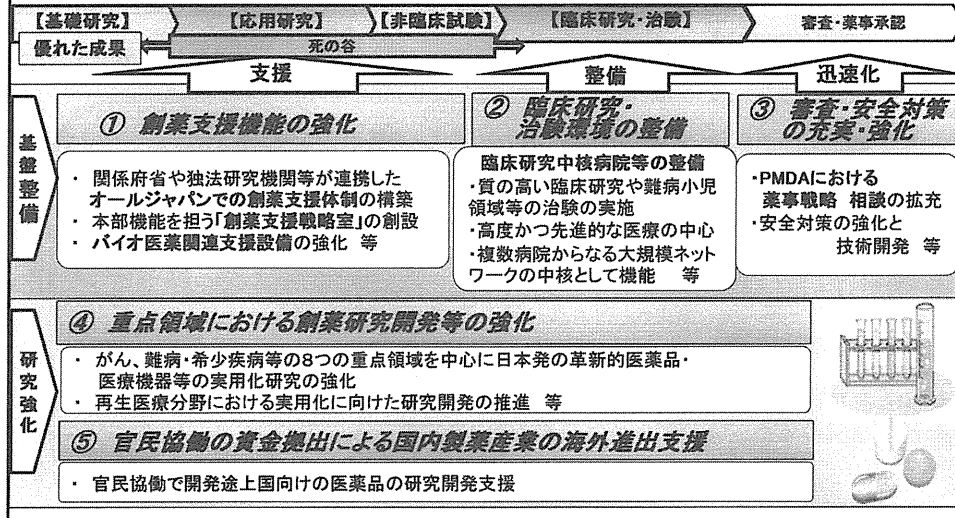 【基礎研究】
【応用研究】
【非臨床試験】
【臨床研究・治験】
審査・薬事承認
優れた成果
死の谷
支援
整備
迅速化
基盤整備
① 創薬支援機能の強化
・ 関係府省や独法研究機関等が連携した
オールジャパンでの創薬支援体制の構築
・ 本部機能を担う「創薬支援戦略室」の創設
・ バイオ医薬関連支援設備の強化 等
② 臨床研究・
治験環境の整備
臨床研究中核病院等の整備
・質の高い臨床研究や難病小児
領域等の治験の実施
・高度かつ先進的な医療の中心
・複数病院からなる大規模ネット
ワークの中核として機能 等
③ 審査・安全対策
の充実・強化
・PMDAにおける
薬事戦略 相談の拡充
・安全対策の強化と
技術開発 等
研究強化
④ 重点領域における創薬研究開発等の強化
・ がん、難病・希少疾病等の8つの重点領域を中心に日本発の革新的医薬品・
医療機器等の実用化研究の強化
・ 再生医療分野における実用化に向けた研究開発の推進 等
⑤ 官民協働の資金拠出による国内製薬産業の海外進出支援
・ 官民協働で開発途上国向けの医薬品の研究開発支援